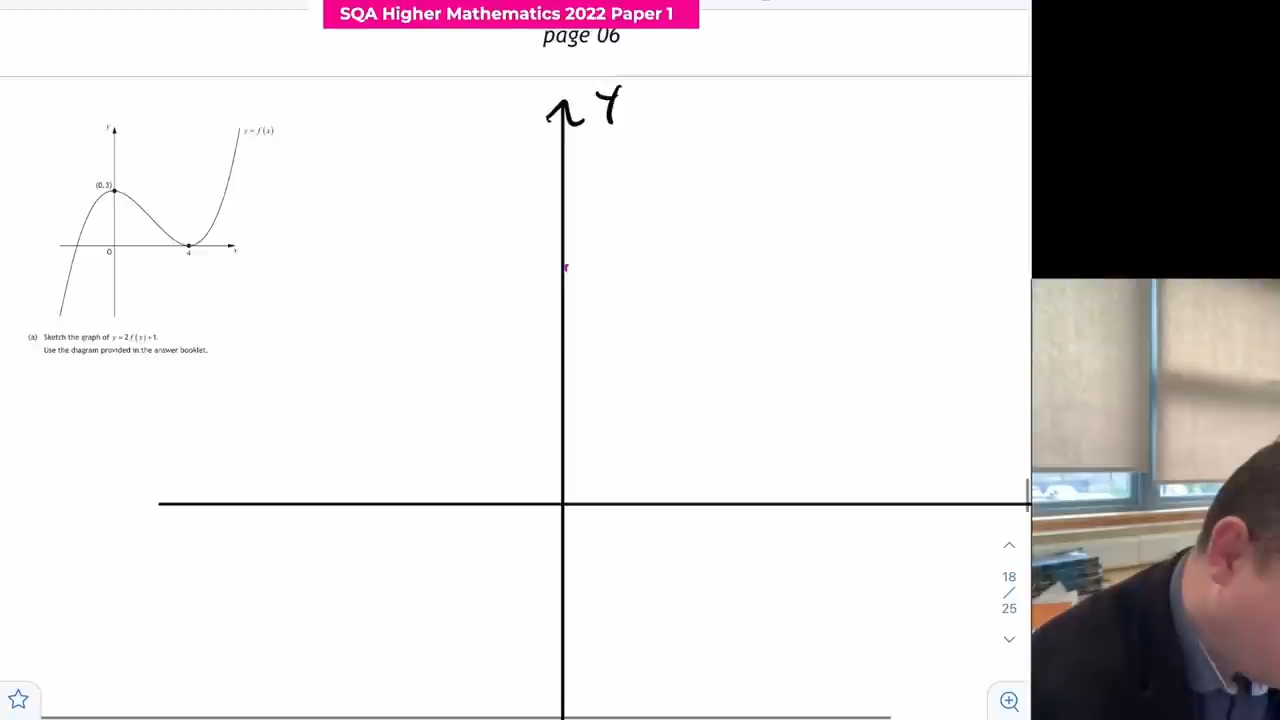 SQA Higher Mathematics 2022 Paper 1
page 06
Y
y
y = f(x)
(0,3)
0
4
x
(a) Sketch the graph of y = 2f(x)+1.
Use the diagram provided in the answer booklet.
18
/
25